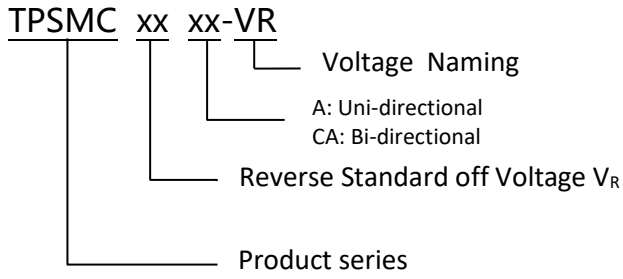 TPSMC xx xx-VR
Voltage Naming
A: Uni-directional
CA: Bi-directional
Reverse Standard off Voltage VR
Product series